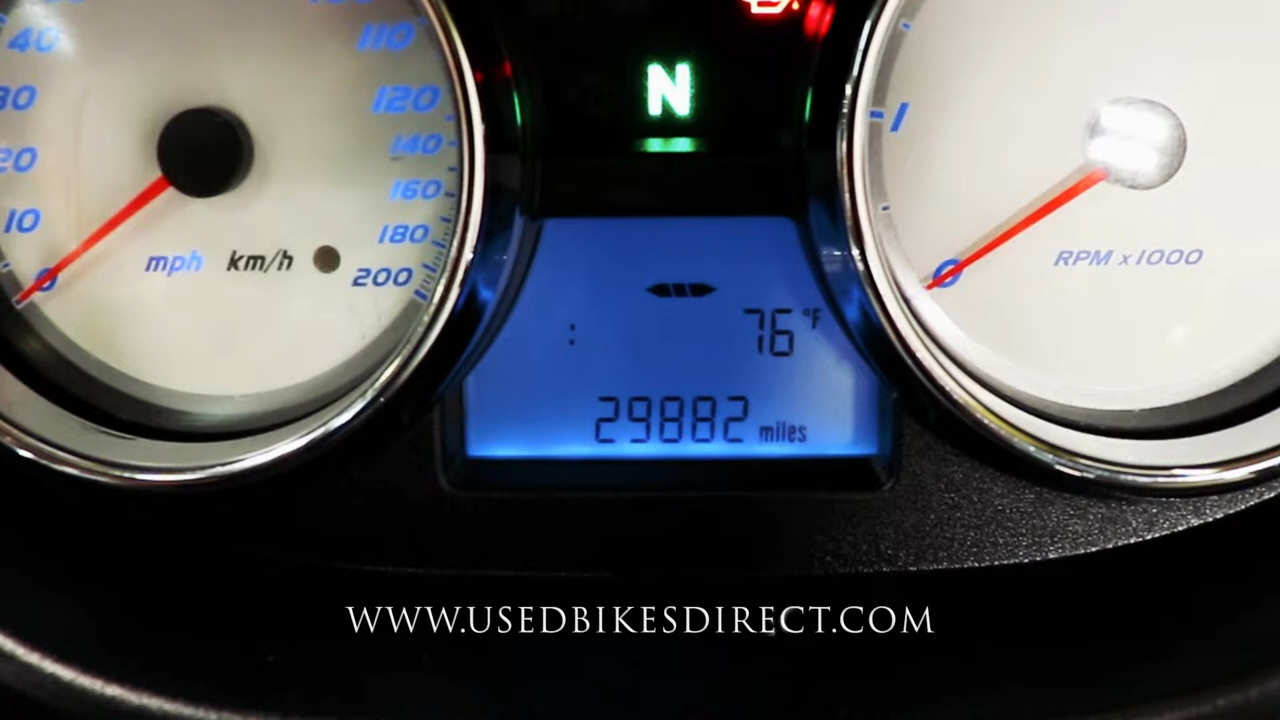 40
30
20
10
0
mph km/h
110
120
140
160
180
200
N
:
76 °F
29882 miles
1
0
RPM x1000
WWW.USEDBIKESDIRECT.COM